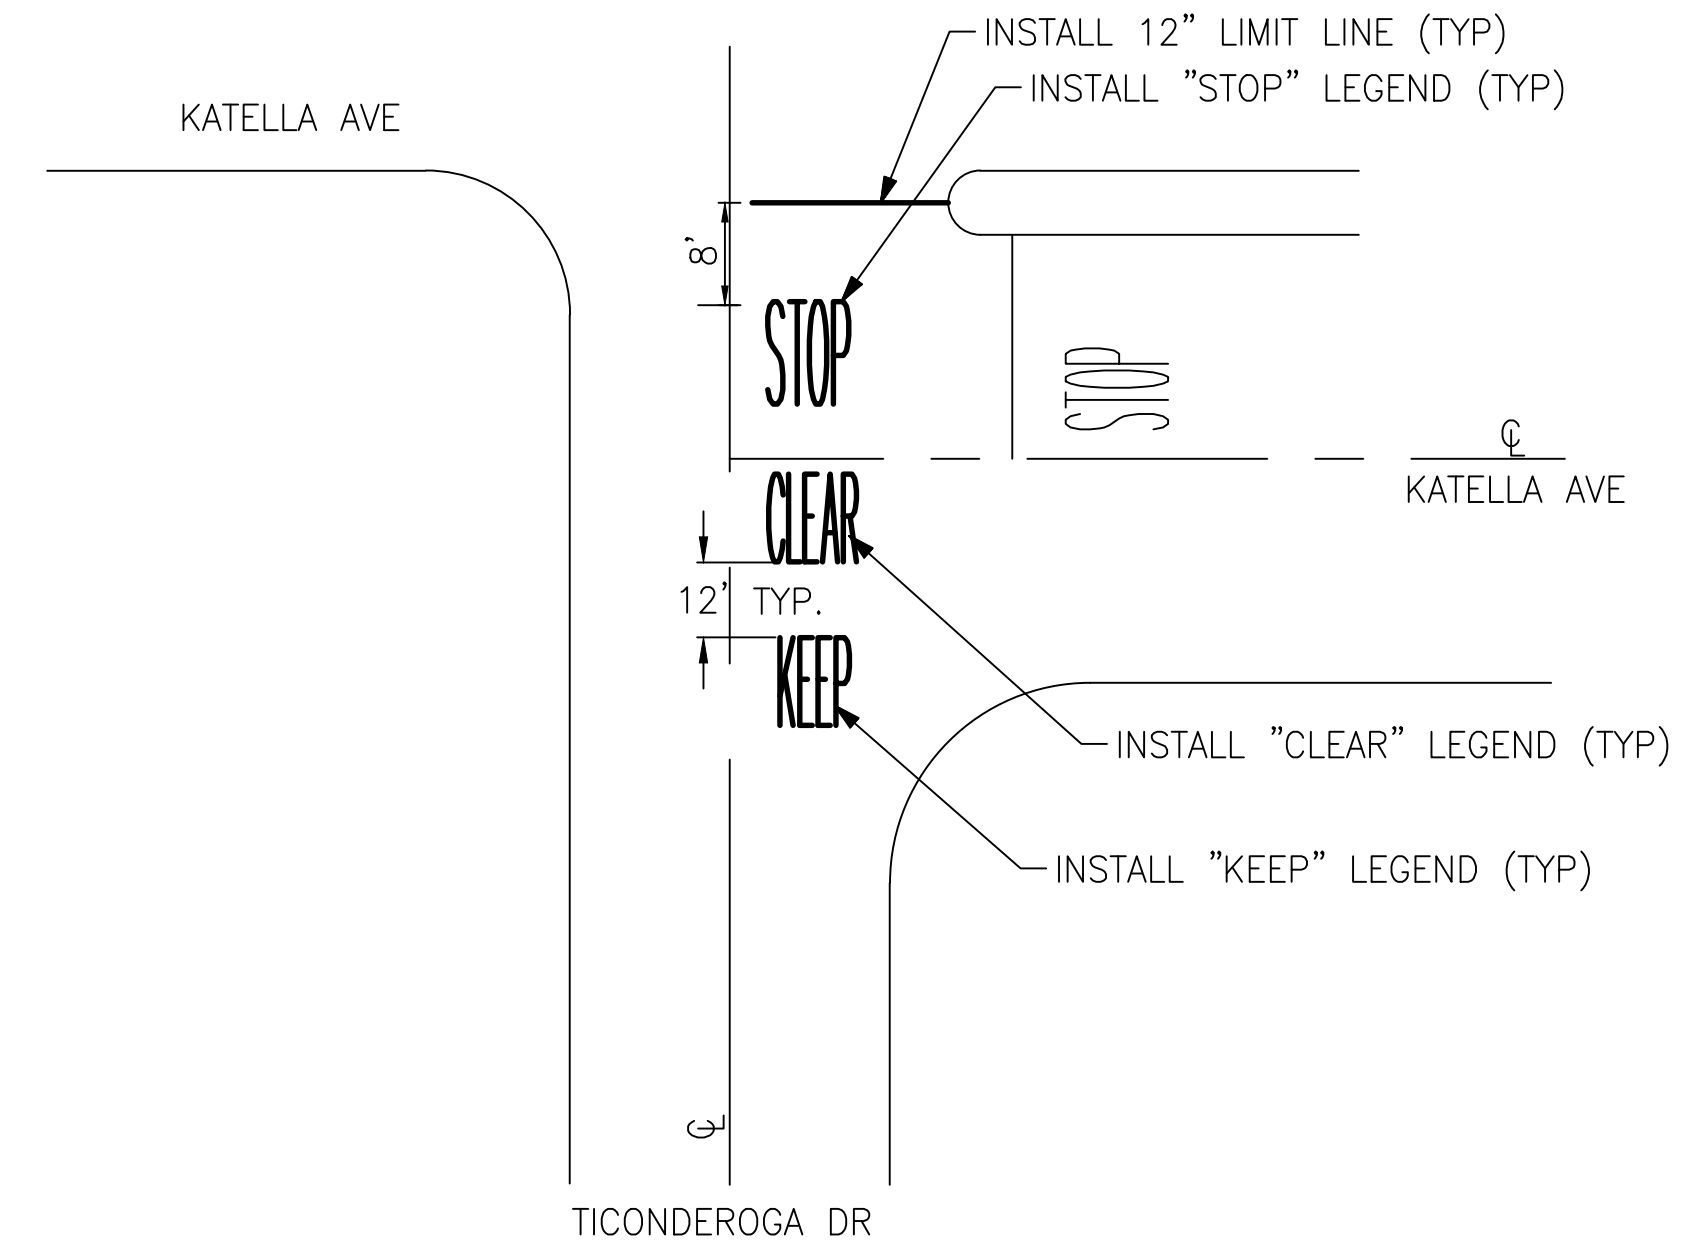 INSTALL 12” LIMIT LINE (TYP)
INSTALL ”STOP” LEGEND (TYP)
KATELLA AVE
8'
STOP
STOP
℄
KATELLA AVE
CLEAR
12' TYP.
KEEP
INSTALL ”CLEAR” LEGEND (TYP)
INSTALL ”KEEP” LEGEND (TYP)
℄
TICONDEROGA DR